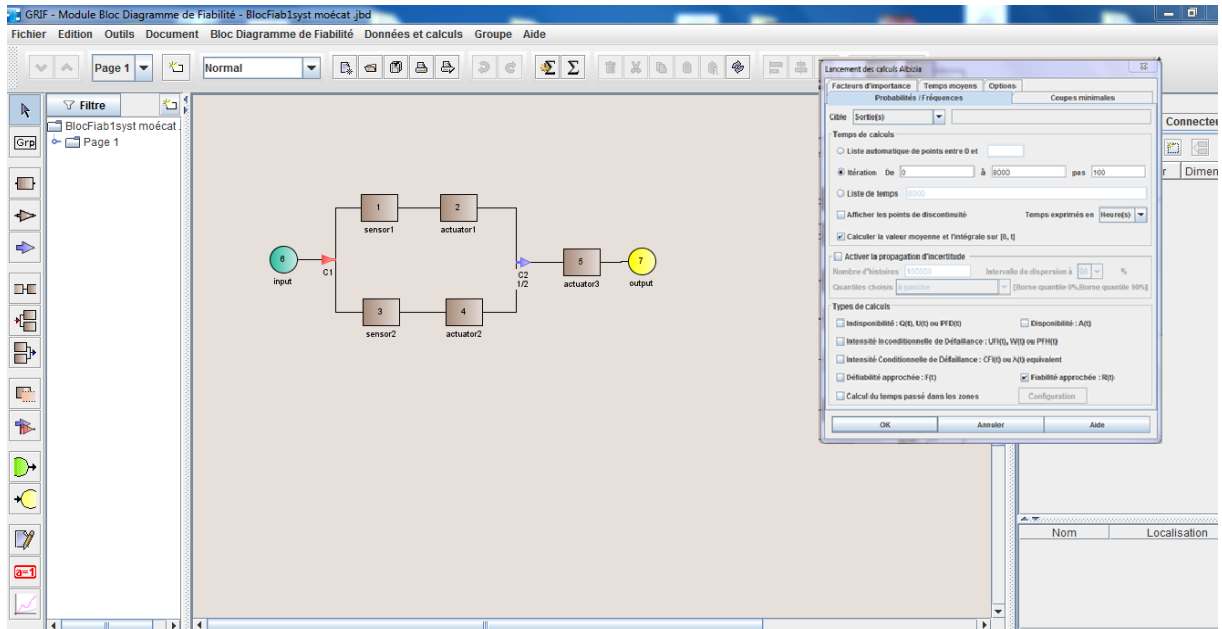 GRIF - Module Bloc Diagramme de Fiabilité - BlocFiab1syst moécat .jbd
Fichier Edition Outils Document Bloc Diagramme de Fiabilité Données et calculs Groupe Aide
Page 1
Normal
Filtre
BlocFiab1syst moécat .
Page 1
Grp
a=1
1
sensor1
2
actuator1
6
input
C1
C2
1/2
5
actuator3
7
output
3
sensor2
4
actuator2
Lancement des calculs Albizia
Facteurs d'importance Temps moyens Options
Probabilités / Fréquences Coupes minimales
Cible Sortie(s)
Temps de calculs
Liste automatique de points entre 0 et
Itération De 0 à 8000 pas 100
Liste de temps 8000
Afficher les points de discontinuité Temps exprimés en Heure(s)
Calculer la valeur moyenne et l'intégrale sur [0, t]
Activer la propagation d'incertitude
Nombre d'histoires 100000 Intervalle de dispersion à 90 %
Quantiles choisis à gauche [Borne quantile 0%,Borne quantile 90%]
Types de calculs
Indisponibilité : Q(t), U(t) ou PFD(t) Disponibilité : A(t)
Intensité Inconditionnelle de Défaillance : UFI(t), W(t) ou PFH(t)
Intensité Conditionnelle de Défaillance : CFI(t) ou Λ(t) equivalent
Défiabilité approchée : F(t) Fiabilité approchée : R(t)
Calcul du temps passé dans les zones Configuration
OK Annuler Aide
Connecteu
r Dimen
Nom Localisation